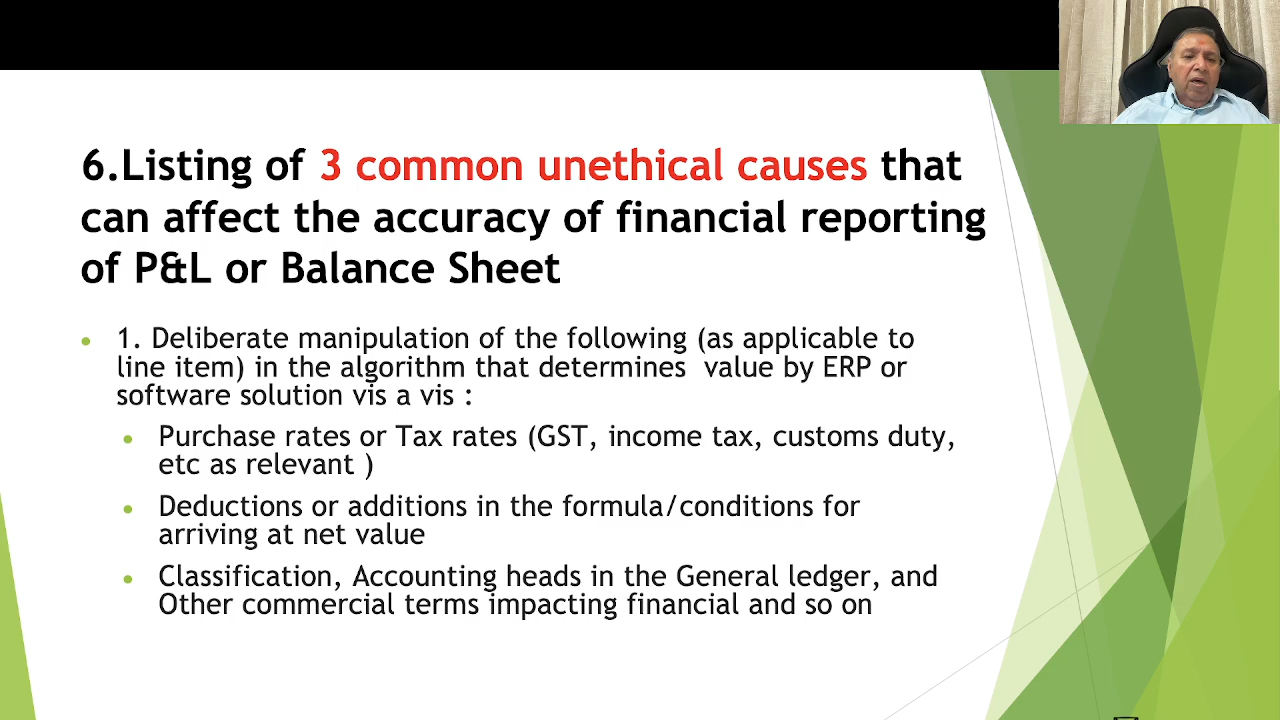 6.Listing of 3 common unethical causes that
can affect the accuracy of financial reporting
of P&L or Balance Sheet
1. Deliberate manipulation of the following (as applicable to
line item) in the algorithm that determines  value by ERP or
software solution vis a vis :
Purchase rates or Tax rates (GST, income tax, customs duty,
etc as relevant )
Deductions or additions in the formula/conditions for
arriving at net value
Classification, Accounting heads in the General ledger, and
Other commercial terms impacting financial and so on